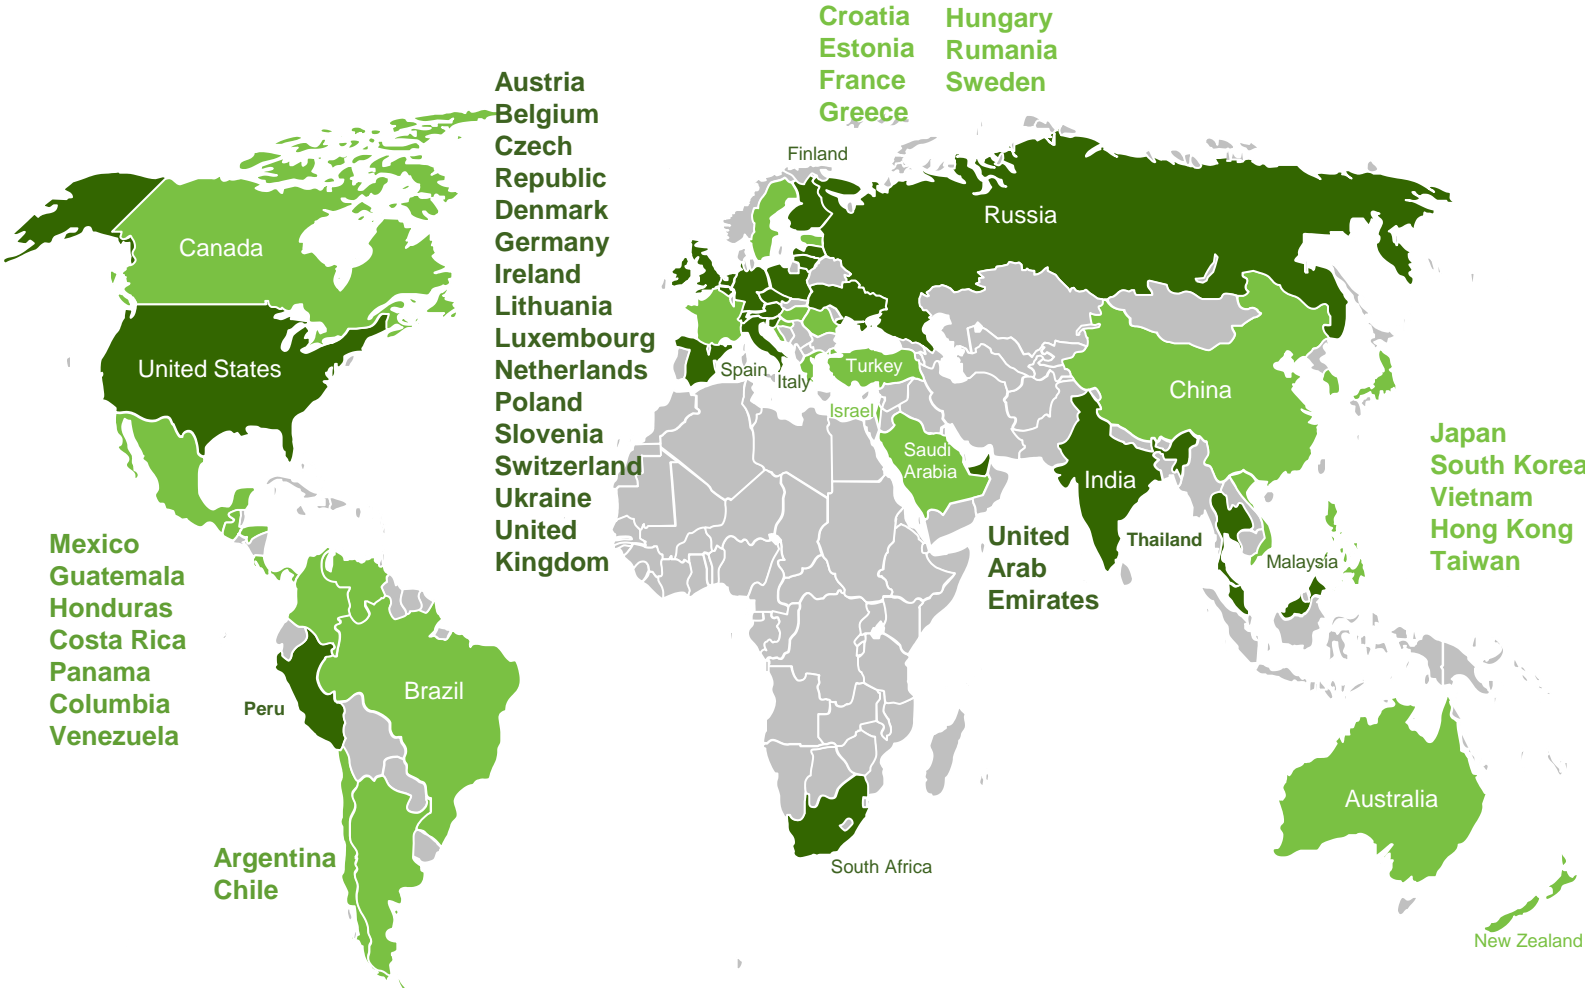 Croatia
Estonia
France
Greece
Hungary
Rumania
Sweden
Austria
Belgium
Czech
Republic
Denmark
Germany
Ireland
Lithuania
Luxembourg
Netherlands
Poland
Slovenia
Switzerland
Ukraine
United
Kingdom
Finland
Russia
Canada
United States
Spain
Italy
Turkey
Israel
China
Saudi
Arabia
India
Japan
South Korea
Vietnam
Hong Kong
Taiwan
United
Arab
Emirates
Thailand
Malaysia
Mexico
Guatemala
Honduras
Costa Rica
Panama
Columbia
Venezuela
Peru
Brazil
Argentina
Chile
South Africa
Australia
New Zealand